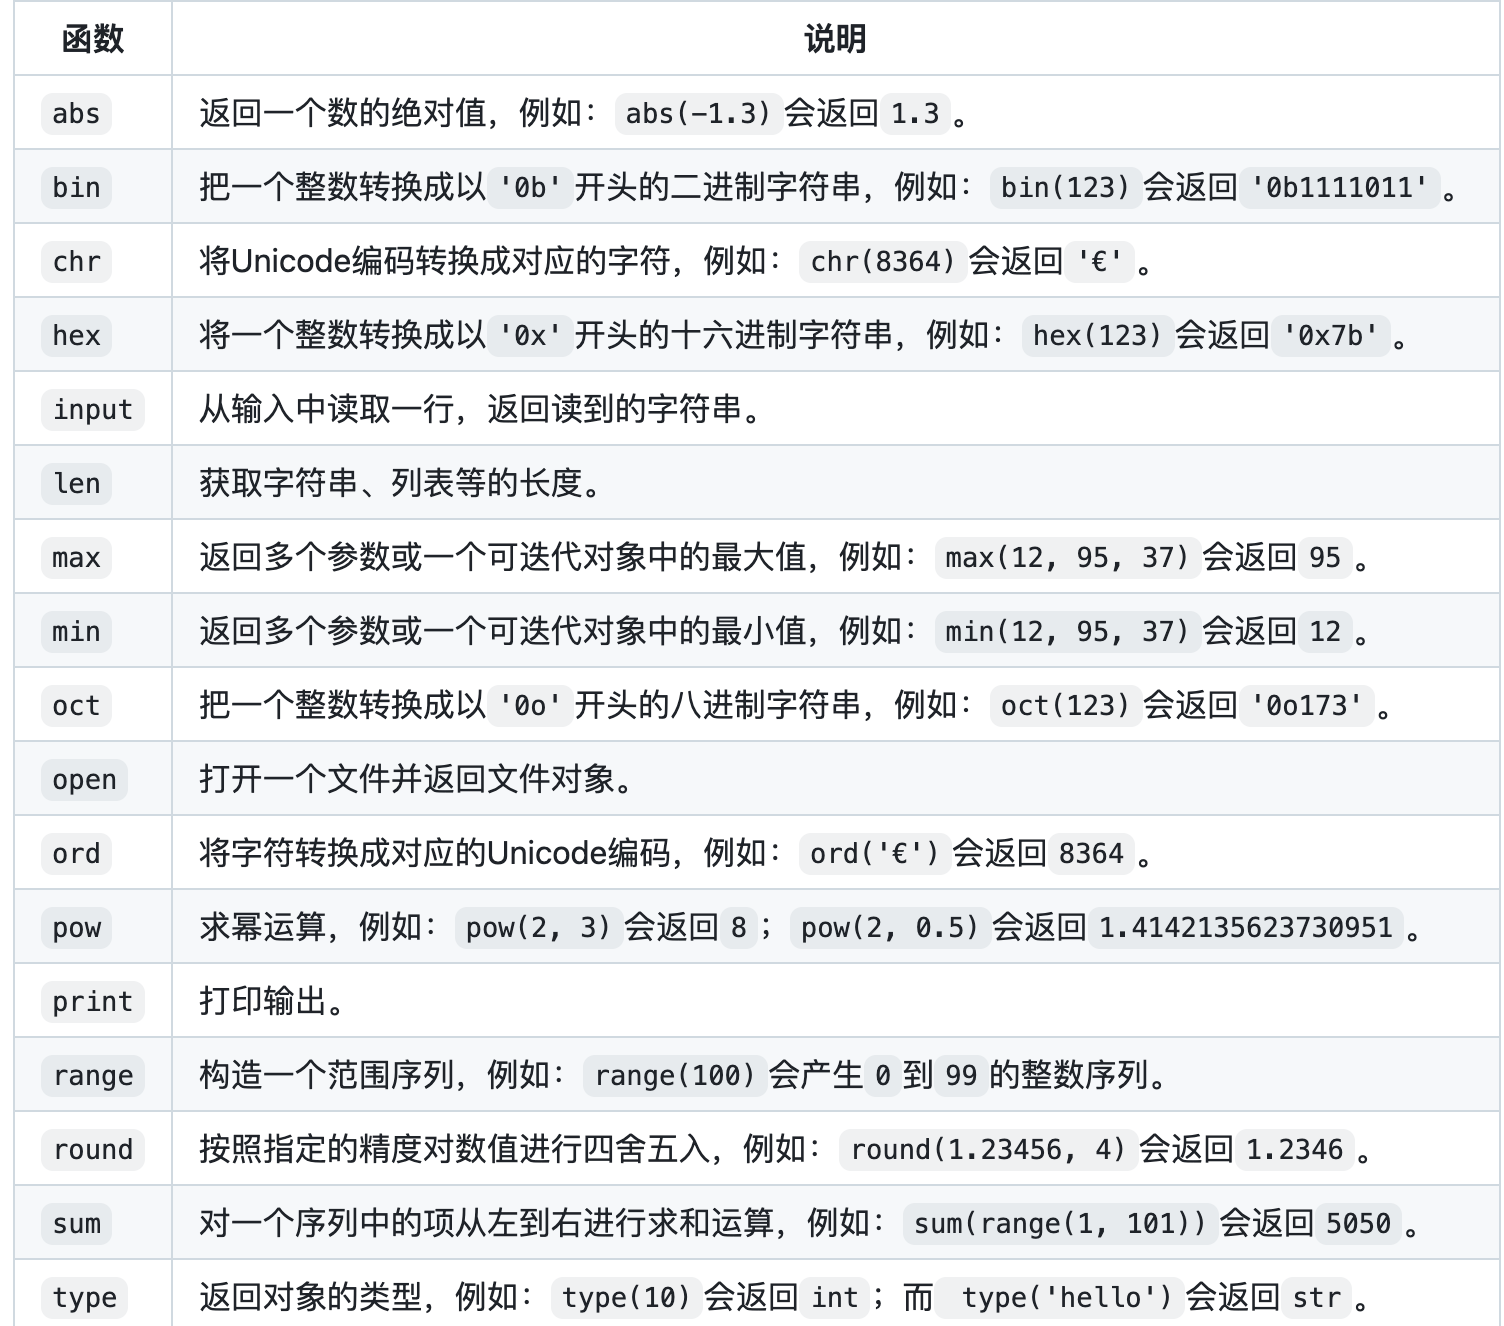 函数 说明
abs 返回一个数的绝对值，例如：abs(-1.3)会返回1.3。
bin 把一个整数转换成以'0b'开头的二进制字符串，例如：bin(123)会返回'0b1111011'。
chr 将Unicode编码转换成对应的字符，例如：chr(8364)会返回'€'。
hex 将一个整数转换成以'0x'开头的十六进制字符串，例如：hex(123)会返回'0x7b'。
input 从输入中读取一行，返回读到的字符串。
len 获取字符串、列表等的长度。
max 返回多个参数或一个可迭代对象中的最大值，例如：max(12, 95, 37)会返回95。
min 返回多个参数或一个可迭代对象中的最小值，例如：min(12, 95, 37)会返回12。
oct 把一个整数转换成以'0o'开头的八进制字符串，例如：oct(123)会返回'0o173'。
open 打开一个文件并返回文件对象。
ord 将字符转换成对应的Unicode编码，例如：ord('€')会返回8364。
pow 求幂运算，例如：pow(2, 3)会返回8；pow(2, 0.5)会返回1.4142135623730951。
print 打印输出。
range 构造一个范围序列，例如：range(100)会产生0到99的整数序列。
round 按照指定的精度对数值进行四舍五入，例如：round(1.23456, 4)会返回1.2346。
sum 对一个序列中的项从左到右进行求和运算，例如：sum(range(1, 101))会返回5050。
type 返回对象的类型，例如：type(10)会返回int；而 type('hello')会返回str。